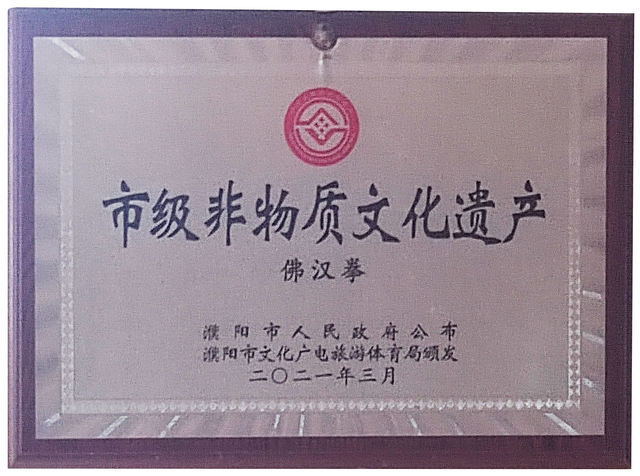 市级非物质文化遗产
佛汉拳
濮阳市人民政府公布
濮阳市文化广电旅游体育局颁发
二〇二一年三月